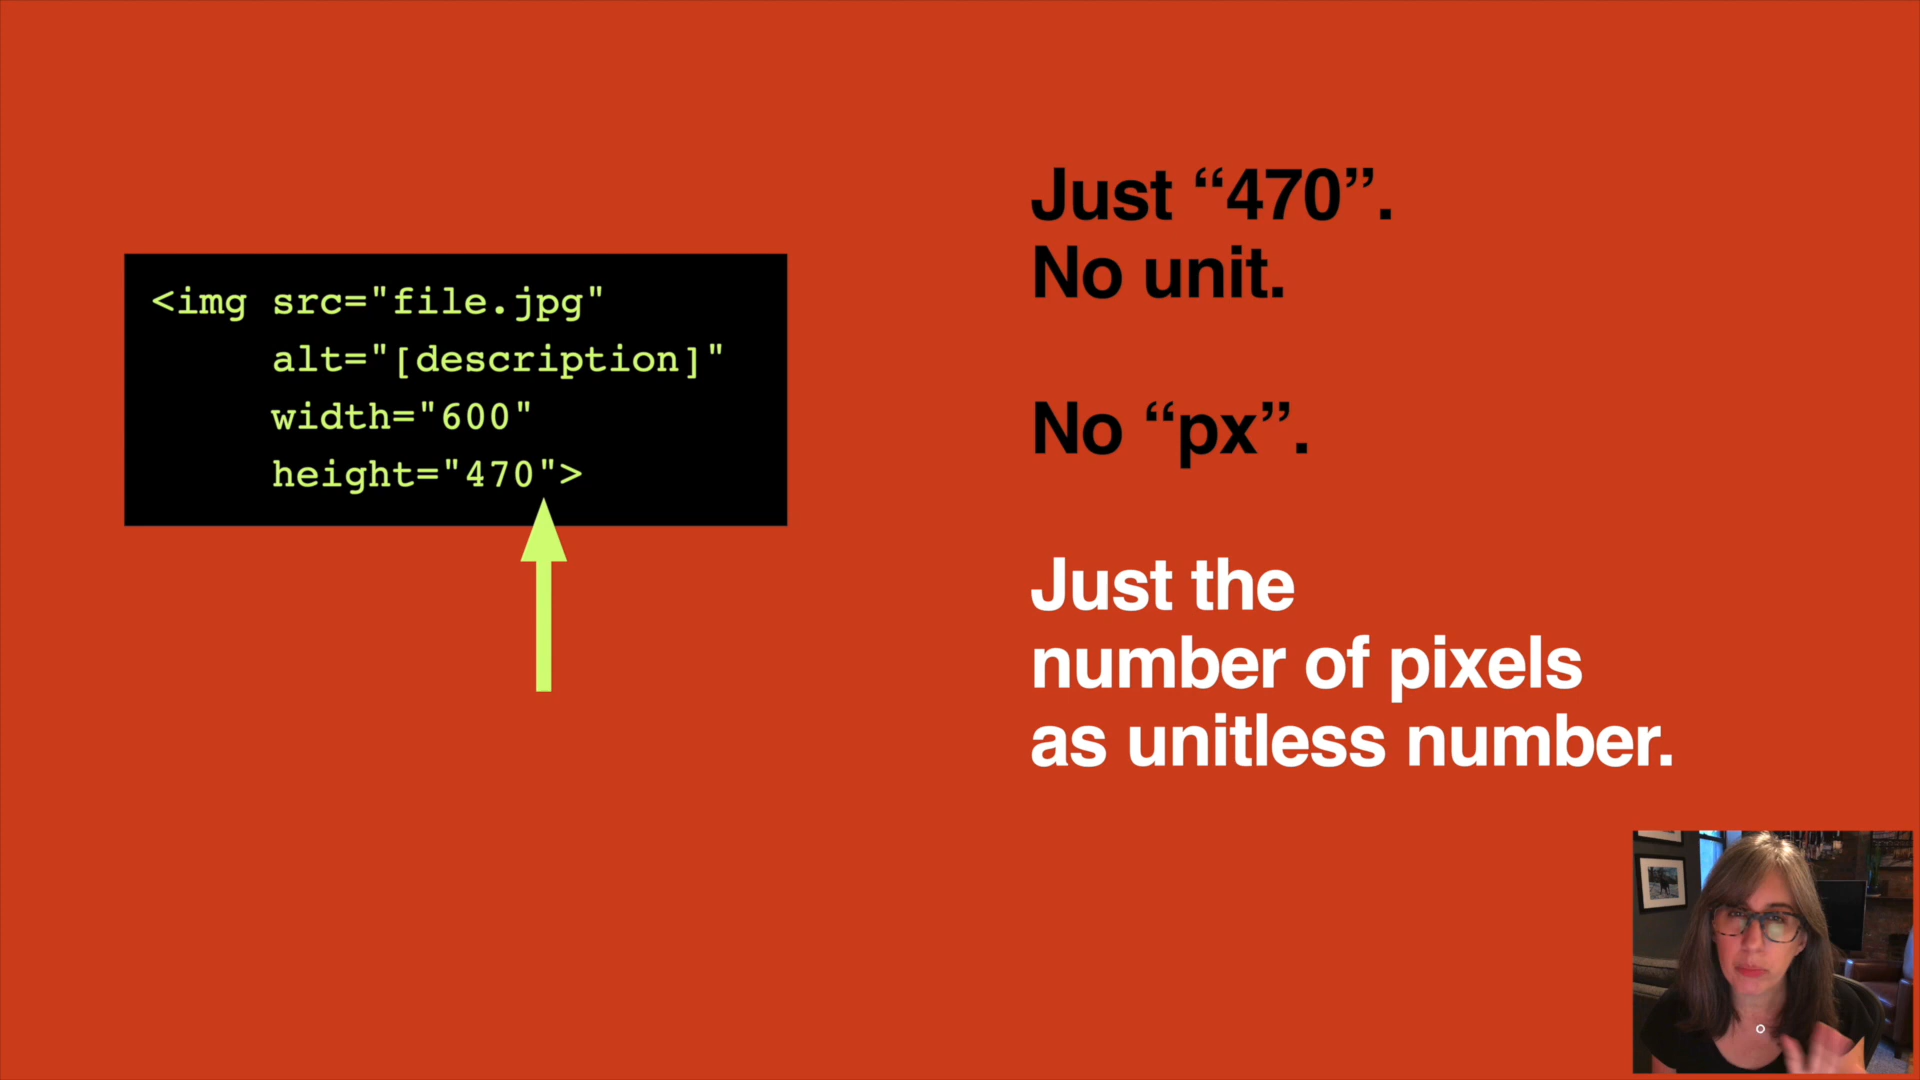 <img src="file.jpg"
alt="[description]"
width="600"
height="470">
Just “470”.
No unit.
No “px”.
Just the
number of pixels
as unitless number.